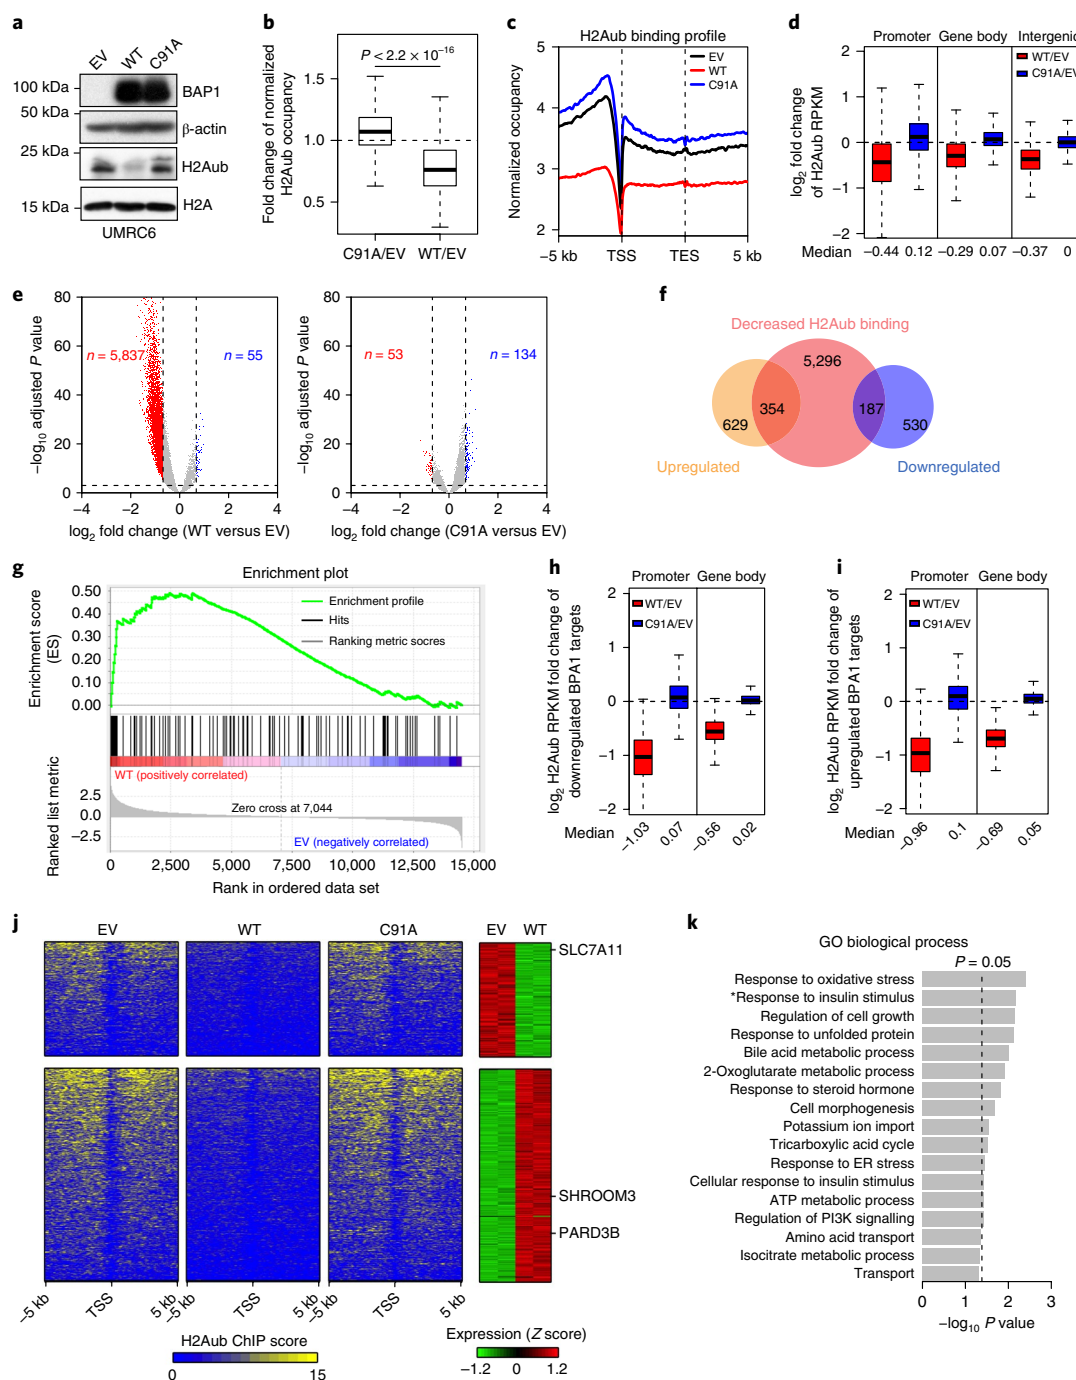 a
EV WT C91A
100 kDa
50 kDa
25 kDa
15 kDa
BAP1
β-actin
H2Aub
H2A
UMRC6
b
Fold change of normalized
H2Aub occupancy
P < 2.2 × 10−16
1.5
1.0
0.5
C91A/EV WT/EV
c
H2Aub binding profile
Normalized occupancy
5
4
3
2
EV
WT
C91A
−5 kb TSS TES 5 kb
d
Promoter Gene body Intergenic
log2 fold change
of H2Aub RPKM
2
1
0
−1
−2
WT/EV
C91A/EV
Median −0.44 0.12 −0.29 0.07 −0.37 0
e
−log10 adjusted P value
80
60
40
20
0
n = 5,837 n = 55
−4 −2 0 2 4
log2 fold change (WT versus EV)
−log10 adjusted P value
80
60
40
20
0
n = 53 n = 134
−4 −2 0 2 4
log2 fold change (C91A versus EV)
f
Decreased H2Aub binding
5,296
629 354 187 530
Upregulated Downregulated
g
Enrichment plot
Enrichment score
(ES)
0.50
0.40
0.30
0.20
0.10
0.00
Enrichment profile
Hits
Ranking metric socres
WT (positively correlated)
Ranked list metric
2.5
0.0
−2.5
Zero cross at 7,044
EV (negatively correlated)
0 2,500 5,000 7,500 10,000 12,500 15,000
Rank in ordered data set
h
Promoter Gene body
log2 H2Aub RPKM fold change of
downregulated BPA1 targets
2
1
0
−1
−2
WT/EV
C91A/EV
Median −1.03 0.07 −0.56 0.02
i
Promoter Gene body
log2 H2Aub RPKM fold change of
upregulated BPA1 targets
2
1
0
−1
−2
WT/EV
C91A/EV
Median −0.96 0.1 −0.69 0.05
j
EV WT C91A EV WT
SLC7A11
SHROOM3
PARD3B
−5 kb TSS 5 kb −5 kb TSS 5 kb −5 kb TSS 5 kb
H2Aub ChIP score
0 15
Expression (Z score)
−1.2 0 1.2
k
GO biological process
P = 0.05
Response to oxidative stress
*Response to insulin stimulus
Regulation of cell growth
Response to unfolded protein
Bile acid metabolic process
2-Oxoglutarate metabolic process
Response to steroid hormone
Cell morphogenesis
Potassium ion import
Tricarboxylic acid cycle
Response to ER stress
Cellular response to insulin stimulus
ATP metabolic process
Regulation of PI3K signalling
Amino acid transport
Isocitrate metabolic process
Transport
0 1 2 3
−log10 P value